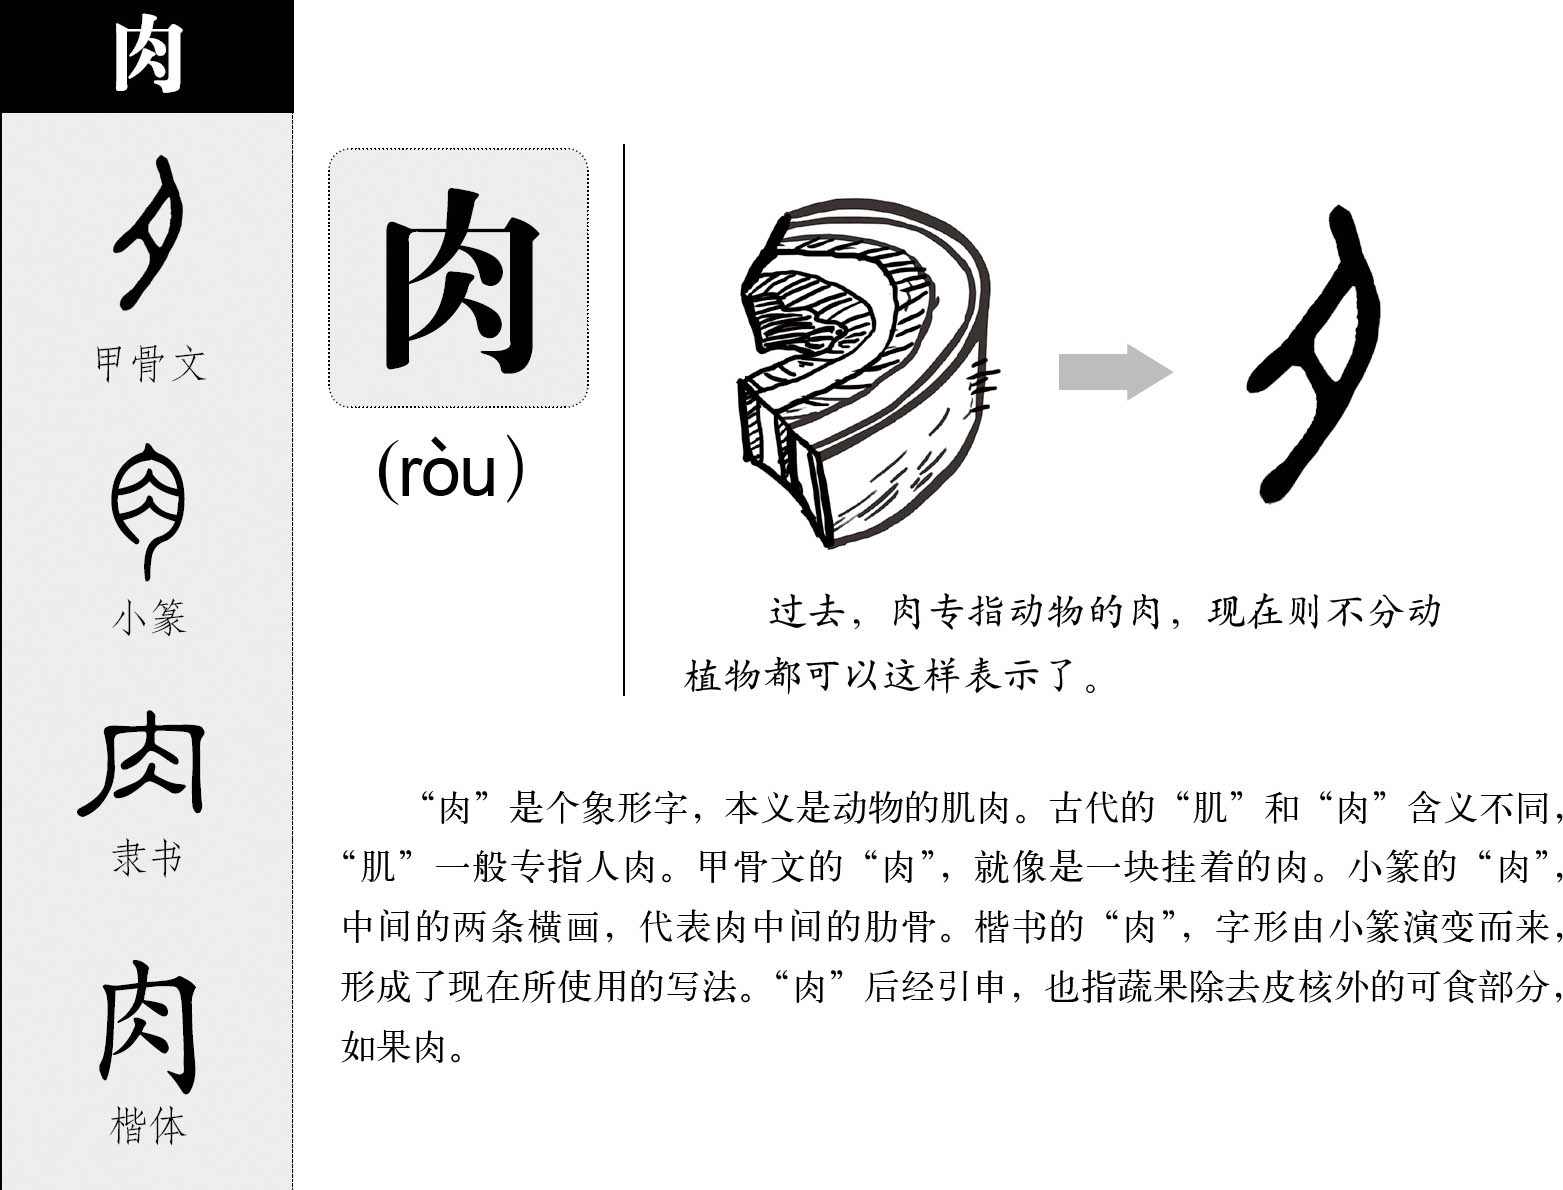 肉
甲骨文
小篆
隶书
楷体
肉
(ròu)
过去，肉专指动物的肉，现在则不分动
植物都可以这样表示了。
“肉”是个象形字，本义是动物的肌肉。古代的“肌”和“肉”含义不同，
“肌”一般专指人肉。甲骨文的“肉”，就像是一块挂着的肉。小篆的“肉”，
中间的两条横画，代表肉中间的肋骨。楷书的“肉”，字形由小篆演变而来，
形成了现在所使用的写法。“肉”后经引申，也指蔬果除去皮核外的可食部分，
如果肉。